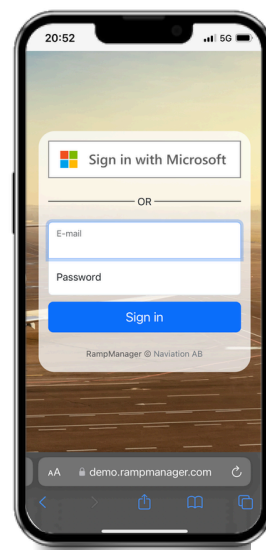 20:52
5G
Sign in with Microsoft
OR
E-mail
Password
Sign in
RampManager @ Naviation AB
AA demo.rampmanager.com